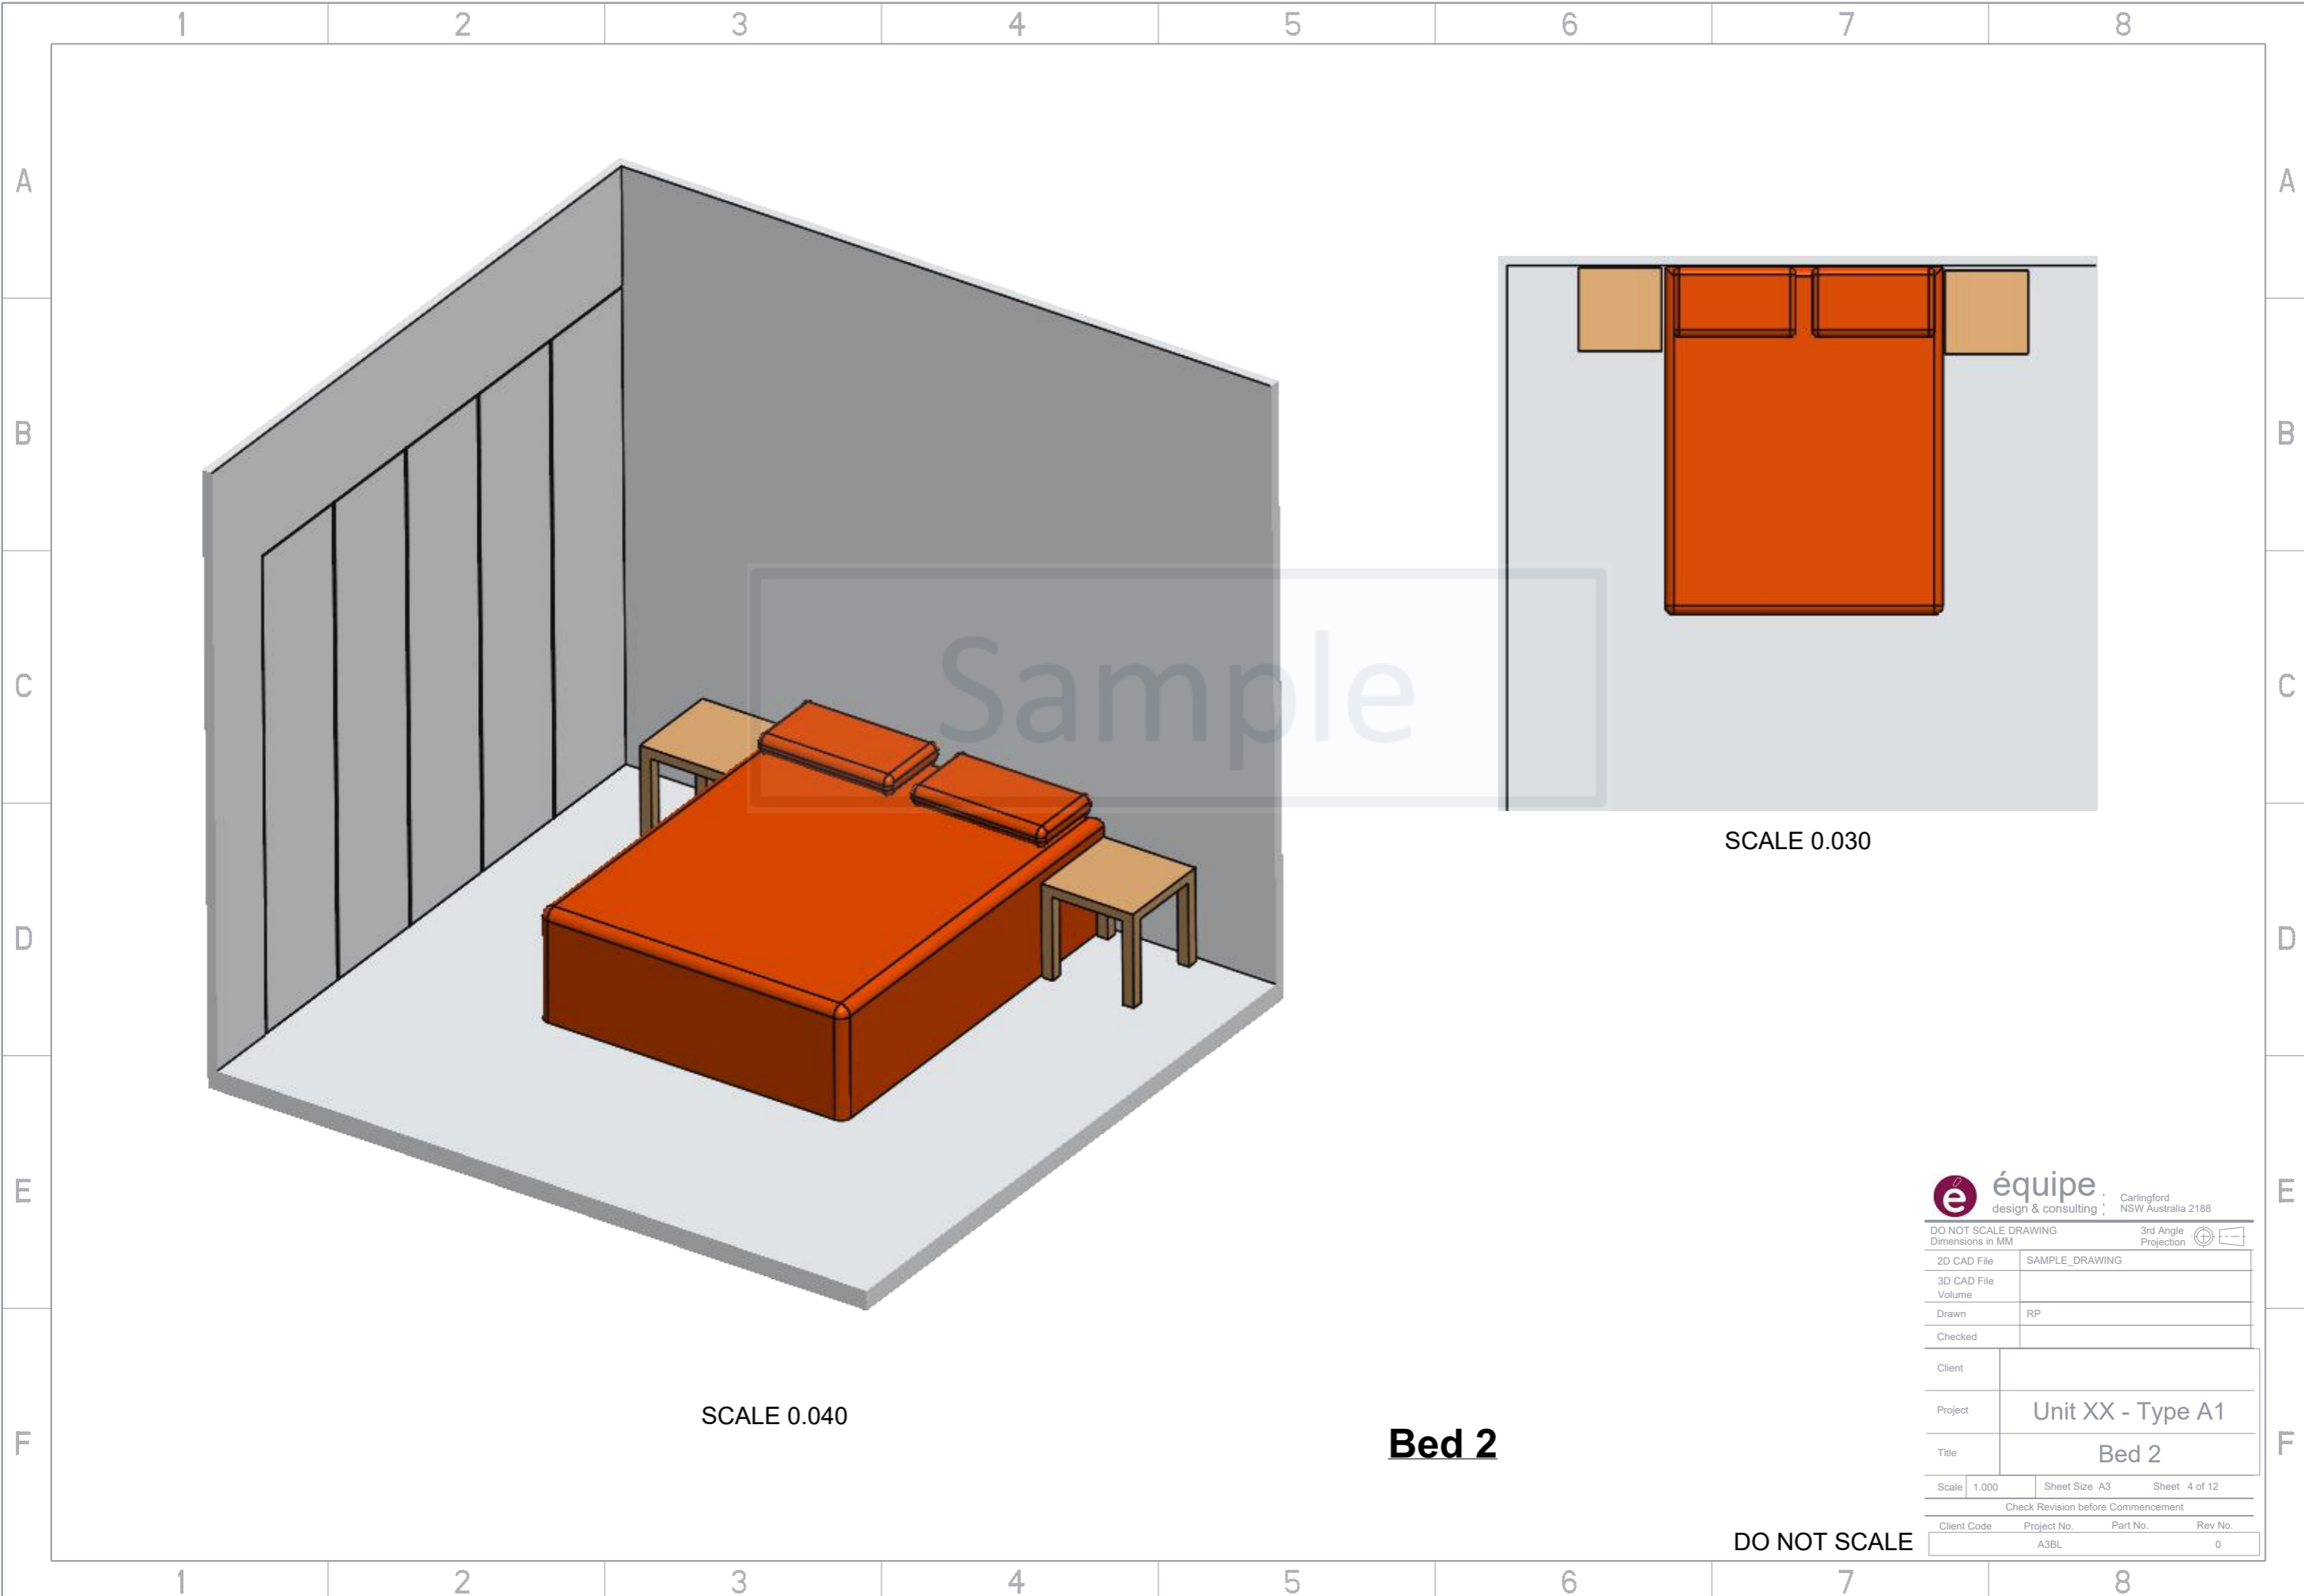 1 2 3 4 5 6 7 8
A A
B B
C C
Sample
SCALE 0.030
D D
E E
é équipe
design & consulting
Carlingford
NSW Australia 2188
DO NOT SCALE DRAWING
Dimensions in MM
3rd Angle
Projection
2D CAD File SAMPLE_DRAWING
3D CAD File
Volume
Drawn RP
Checked
Client
SCALE 0.040
Project Unit XX - Type A1
F F
Bed 2
Title Bed 2
Scale 1.000 Sheet Size A3 Sheet 4 of 12
Check Revision before Commencement
Client Code Project No. Part No. Rev No.
DO NOT SCALE
A3BL 0
1 2 3 4 5 6 7 8